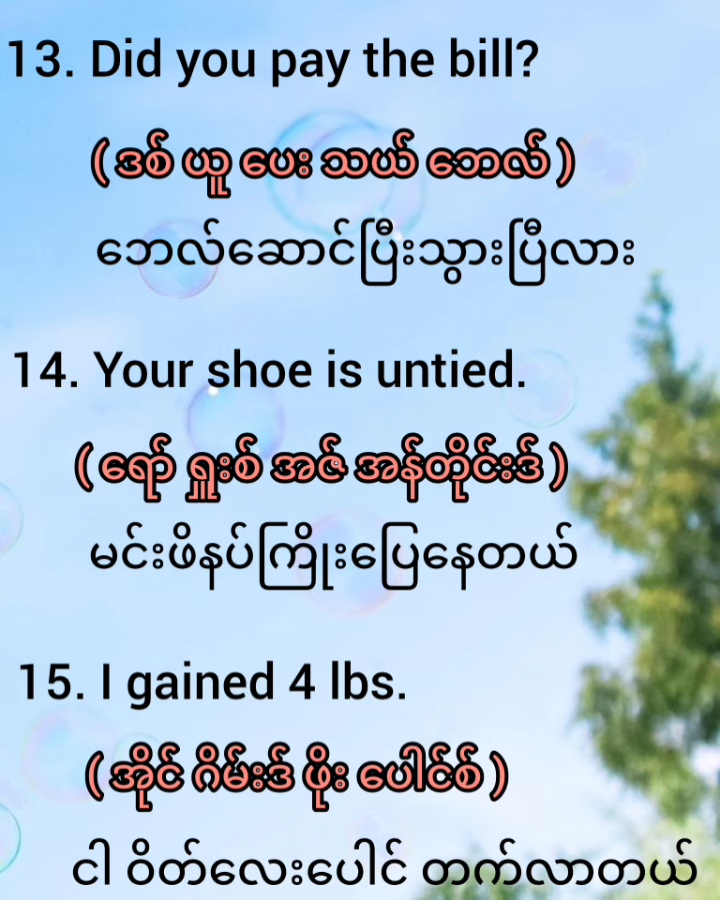 13. Did you pay the bill?
( ဒစ် ယူ ပေး သယ် ဘေလ် )
ဘေလ်ဆောင်ပြီးသွားပြီလား
14. Your shoe is untied.
( ရော် ရှူးစ် အဇ် အန်တိုင်းဒ် )
မင်းဖိနပ်ကြိုးပြေနေတယ်
15. I gained 4 lbs.
( အိုင် ဂိမ်းဒ် ဖိုး ပေါင်စ် )
ငါ ဝိတ်လေးပေါင် တက်လာတယ်